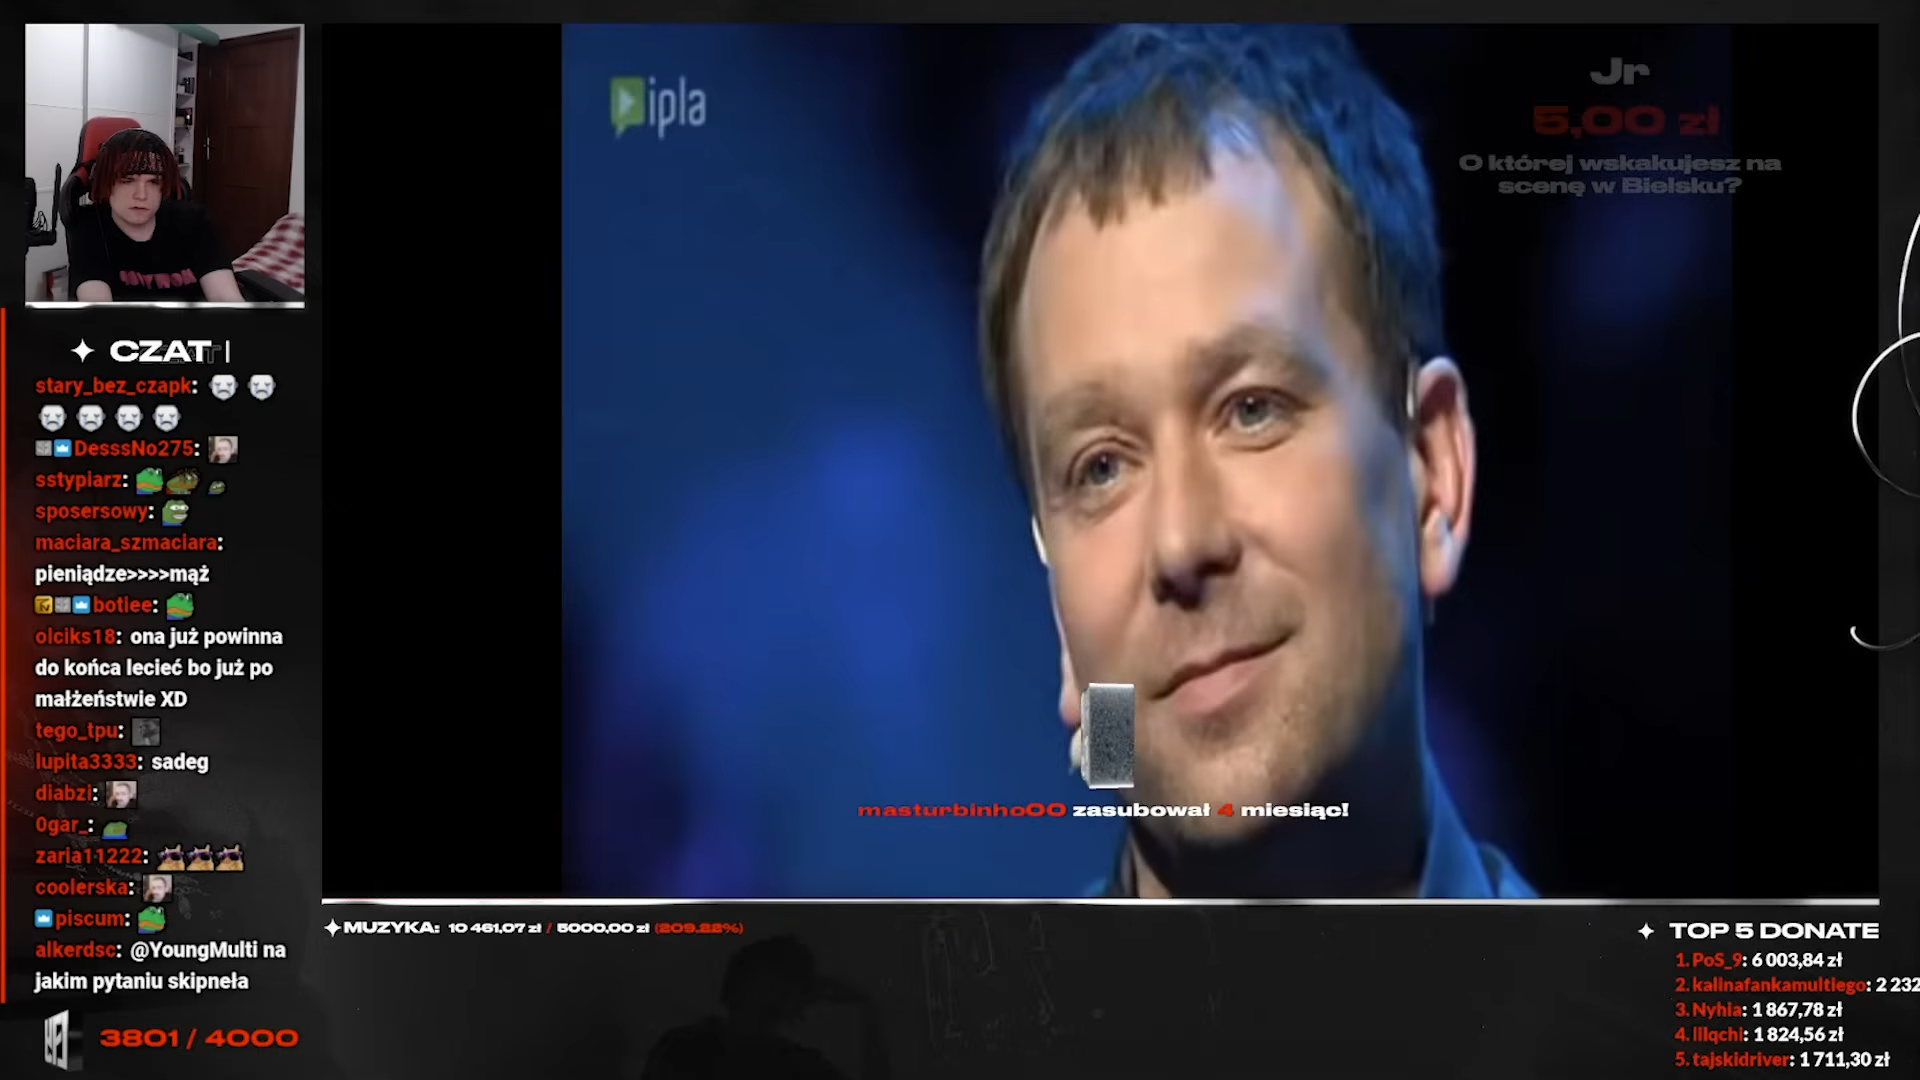 ipla
Jr
5,00 zł
O której wskakujesz na
scenę w Bielsku?
CZAT
stary_bez_czapk:
DesssNo275:
sstypiarz:
sposersowy:
maciara_szmaciara:
pieniądze>>>>mąż
botlee:
olciks18: ona już powinna
do końca lecieć bo już po
małżeństwie XD
tego_tpu:
lupita3333: sadeg
diabzi:
0gar_:
zaria11222:
coolerska:
piscum:
alkerdsc: @YoungMulti na
jakim pytaniu skipneła
3801 / 4000
masturbinho00 zasubował 4 miesiąc!
MUZYKA: 10 461,07 zł / 5000,00 zł (209.22%)
TOP 5 DONATE
1. PoS_9: 6 003,84 zł
2. kalinafankamultiego: 2 232
3. Nyhia: 1 867,78 zł
4. lilqchi: 1 824,56 zł
5. tajskidriver: 1 711,30 zł